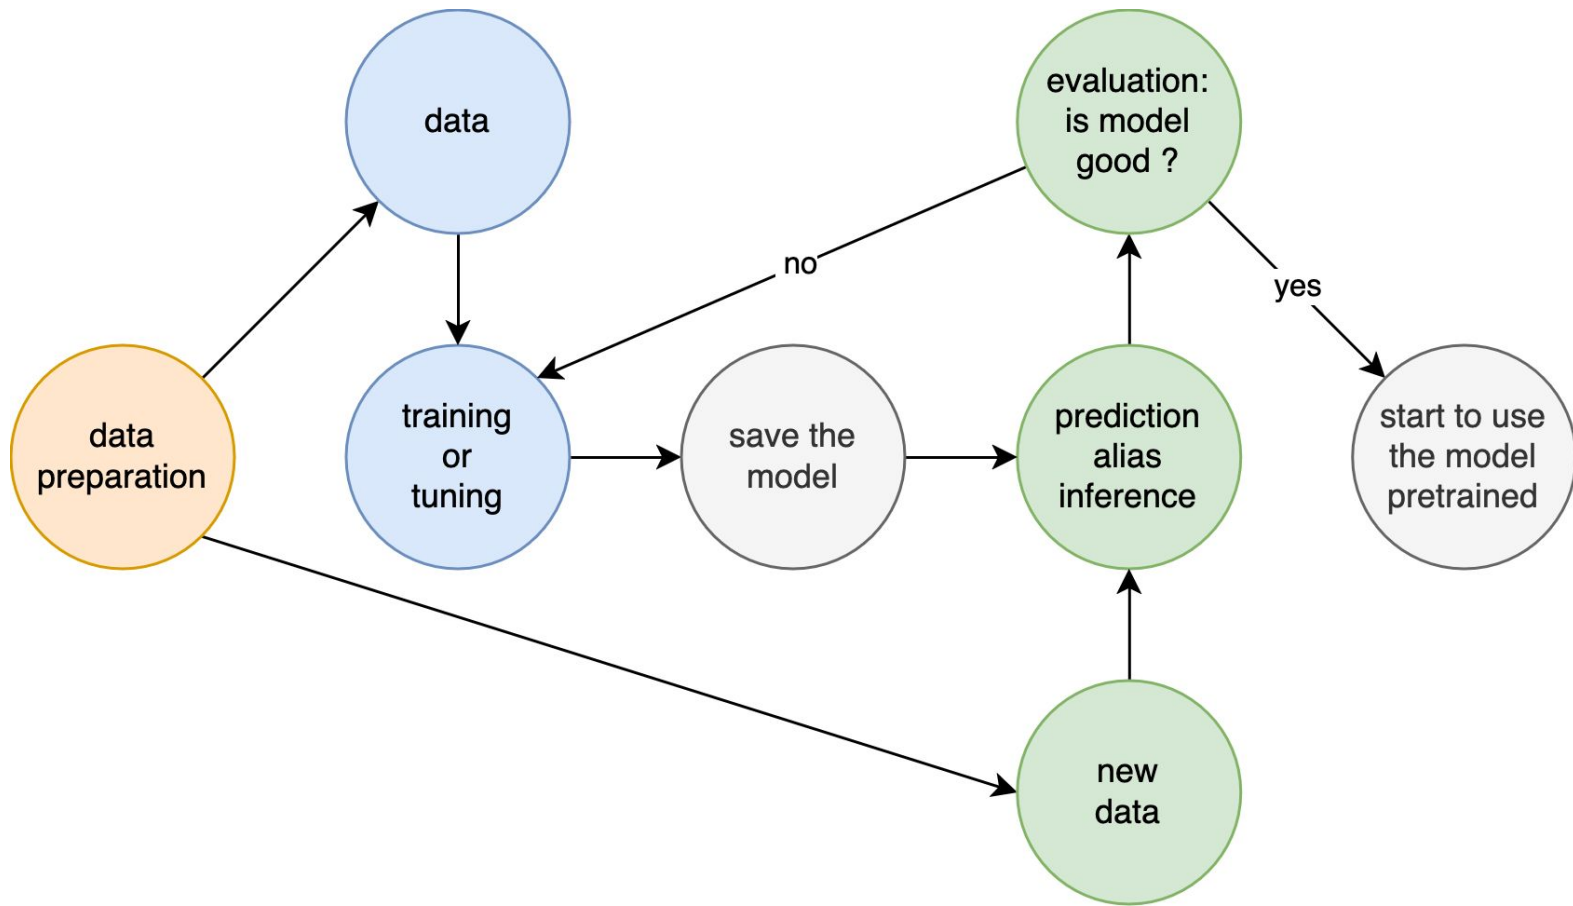 data
evaluation:
is model
good ?
no
yes
data
preparation
training
or
tuning
save the
model
prediction
alias
inference
start to use
the model
pretrained
new
data